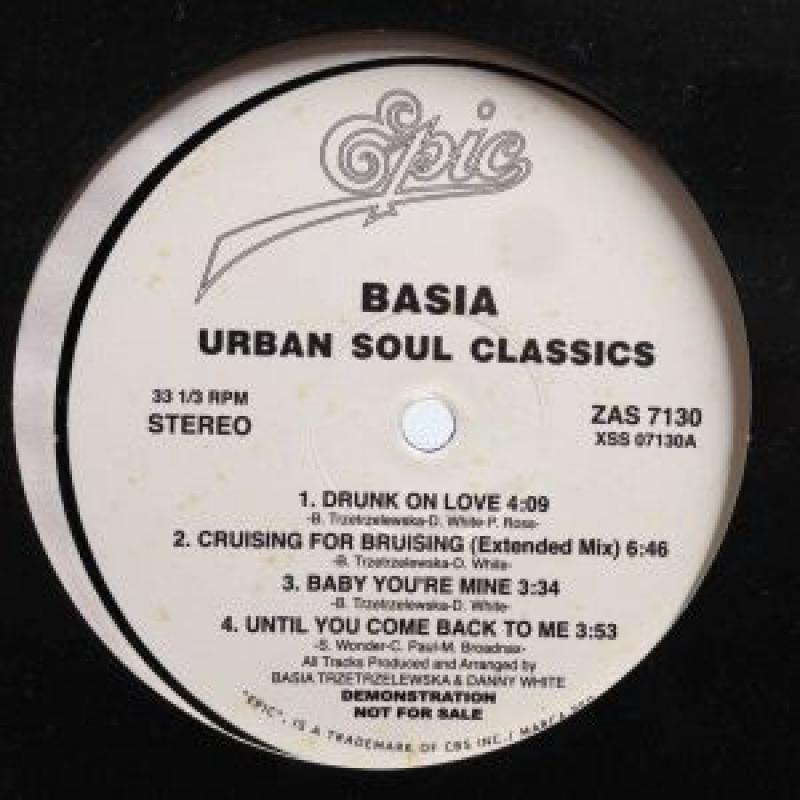 Epic
BASIA
URBAN SOUL CLASSICS
33 1/3 RPM
STEREO
ZAS 7130
XSS 07130A
1. DRUNK ON LOVE 4:09
-B. Trzetrzelewska-D. White-P. Ross-
2. CRUISING FOR BRUISING (Extended Mix) 6:46
-B. Trzetrzelewska-D. White-
3. BABY YOU'RE MINE 3:34
-B. Trzetrzelewska-D. White-
4. UNTIL YOU COME BACK TO ME 3:53
-S. Wonder-C. Paul-M. Broadnax-
All Tracks Produced and Arranged by
BASIA TRZETRZELEWSKA & DANNY WHITE
DEMONSTRATION
NOT FOR SALE
"EPIC", IS A TRADEMARK OF CBS INC./ MARCA